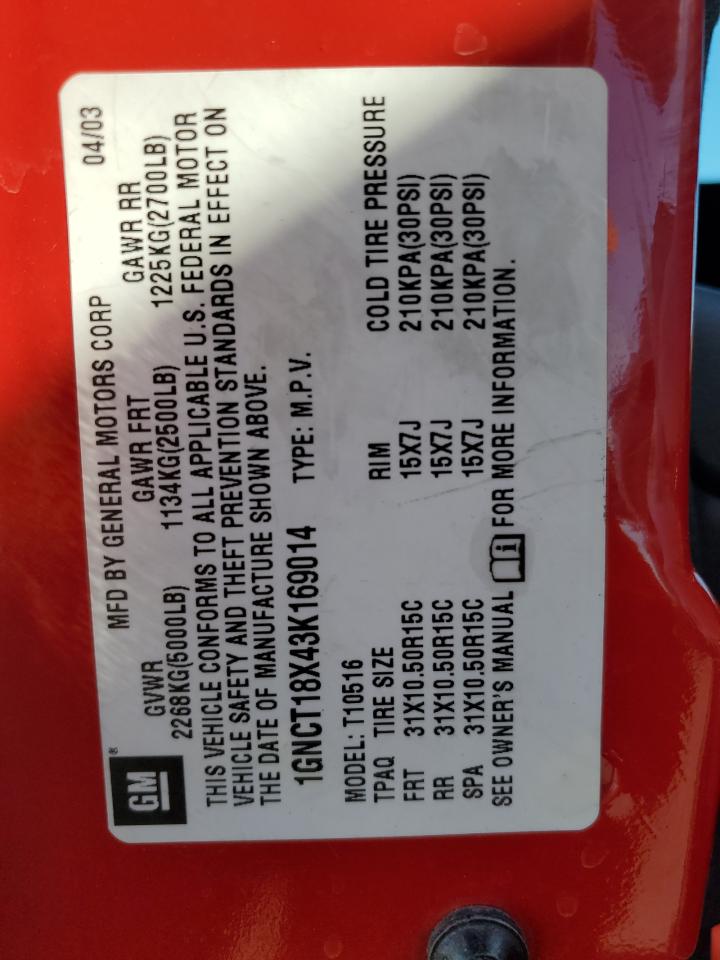 GM® MFD BY GENERAL MOTORS CORP 04/03
GVWR GAWR FRT GAWR RR
2268KG(5000LB) 1134KG(2500LB) 1225KG(2700LB)
THIS VEHICLE CONFORMS TO ALL APPLICABLE U.S. FEDERAL MOTOR
VEHICLE SAFETY AND THEFT PREVENTION STANDARDS IN EFFECT ON
THE DATE OF MANUFACTURE SHOWN ABOVE.
1GNCT18X43K169014 TYPE: M.P.V.
MODEL: T10516
TPAQ TIRE SIZE RIM COLD TIRE PRESSURE
FRT 31X10.50R15C 15X7J 210KPA(30PSI)
RR 31X10.50R15C 15X7J 210KPA(30PSI)
SPA 31X10.50R15C 15X7J 210KPA(30PSI)
SEE OWNER'S MANUAL FOR MORE INFORMATION.